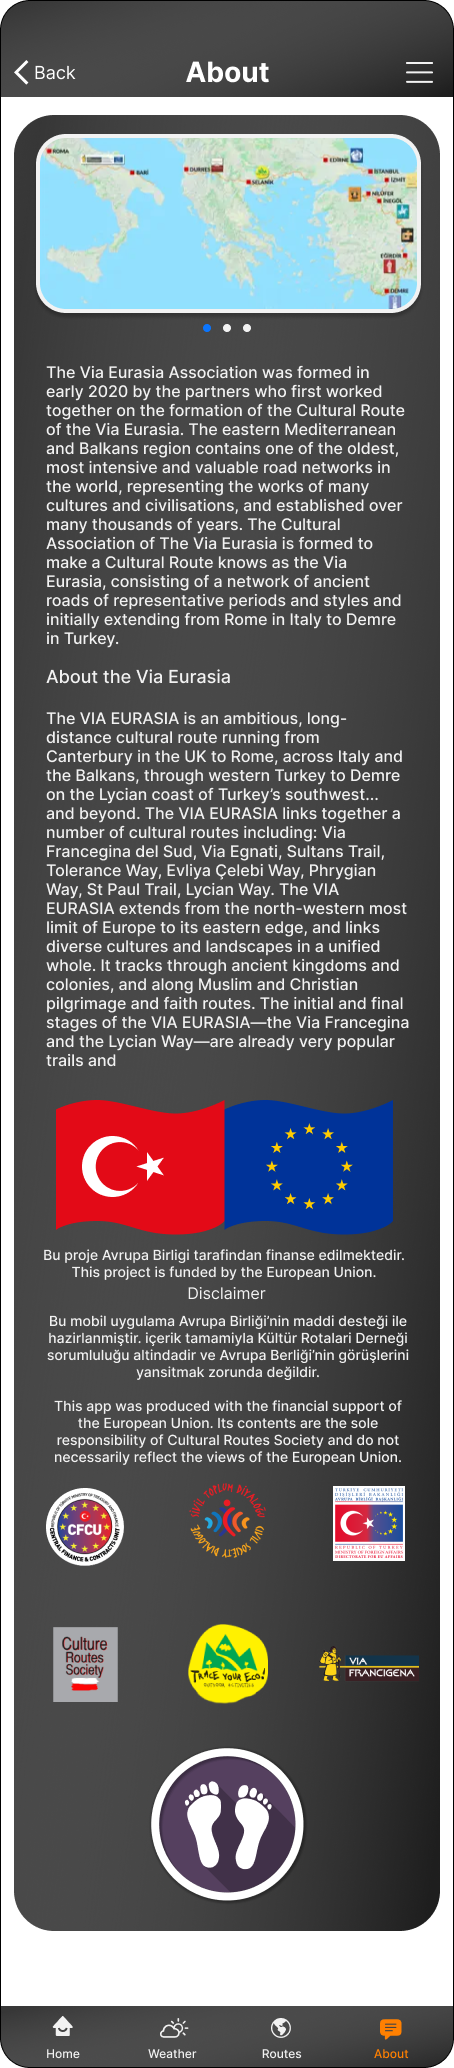 Back
About
ROMA
BARI
DURRES
SELANIK
EDIRNE
ISTANBUL
IZMIT
NILÜFER
INEGÖL
EĞİRDİR
DEMRE
The Via Eurasia Association was formed in
early 2020 by the partners who first worked
together on the formation of the Cultural Route
of the Via Eurasia. The eastern Mediterranean
and Balkans region contains one of the oldest,
most intensive and valuable road networks in
the world, representing the works of many
cultures and civilisations, and established over
many thousands of years. The Cultural
Association of The Via Eurasia is formed to
make a Cultural Route knows as the Via
Eurasia, consisting of a network of ancient
roads of representative periods and styles and
initially extending from Rome in Italy to Demre
in Turkey.
About the Via Eurasia
The VIA EURASIA is an ambitious, long-
distance cultural route running from
Canterbury in the UK to Rome, across Italy and
the Balkans, through western Turkey to Demre
on the Lycian coast of Turkey's southwest...
and beyond. The VIA EURASIA links together a
number of cultural routes including: Via
Francegina del Sud, Via Egnati, Sultans Trail,
Tolerance Way, Evliya Çelebi Way, Phrygian
Way, St Paul Trail, Lycian Way. The VIA
EURASIA extends from the north-western most
limit of Europe to its eastern edge, and links
diverse cultures and landscapes in a unified
whole. It tracks through ancient kingdoms and
colonies, and along Muslim and Christian
pilgrimage and faith routes. The initial and final
stages of the VIA EURASIA—the Via Francegina
and the Lycian Way—are already very popular
trails and
Bu proje Avrupa Birligi tarafindan finanse edilmektedir.
This project is funded by the European Union.
Disclaimer
Bu mobil uygulama Avrupa Birliği'nin maddi desteği ile
hazirlanmiştir. içerik tamamiyla Kültür Rotalari Derneği
sorumluluğu altindadir ve Avrupa Berliği'nin görüşlerini
yansitmak zorunda değildir.
This app was produced with the financial support of
the European Union. Its contents are the sole
responsibility of Cultural Routes Society and do not
necessarily reflect the views of the European Union.
CFCU
CENTRAL FINANCE & CONTRACTS UNIT
SİVİL TOPLUM DİYALOĞU
CIVIL SOCIETY DIALOGUE
TÜRKİYE CUMHURİYETİ
DIŞİŞLERİ BAKANLIĞI
AVRUPA BİRLİĞİ BAŞKANLIĞI
REPUBLIC OF TURKEY
MINISTRY OF FOREIGN AFFAIRS
DIRECTORATE FOR EU AFFAIRS
Culture
Routes
Society
TRACE YOUR ECO!
OUTDOOR ACTIVITIES
VIA
FRANCIGENA
Home
Weather
Routes
About